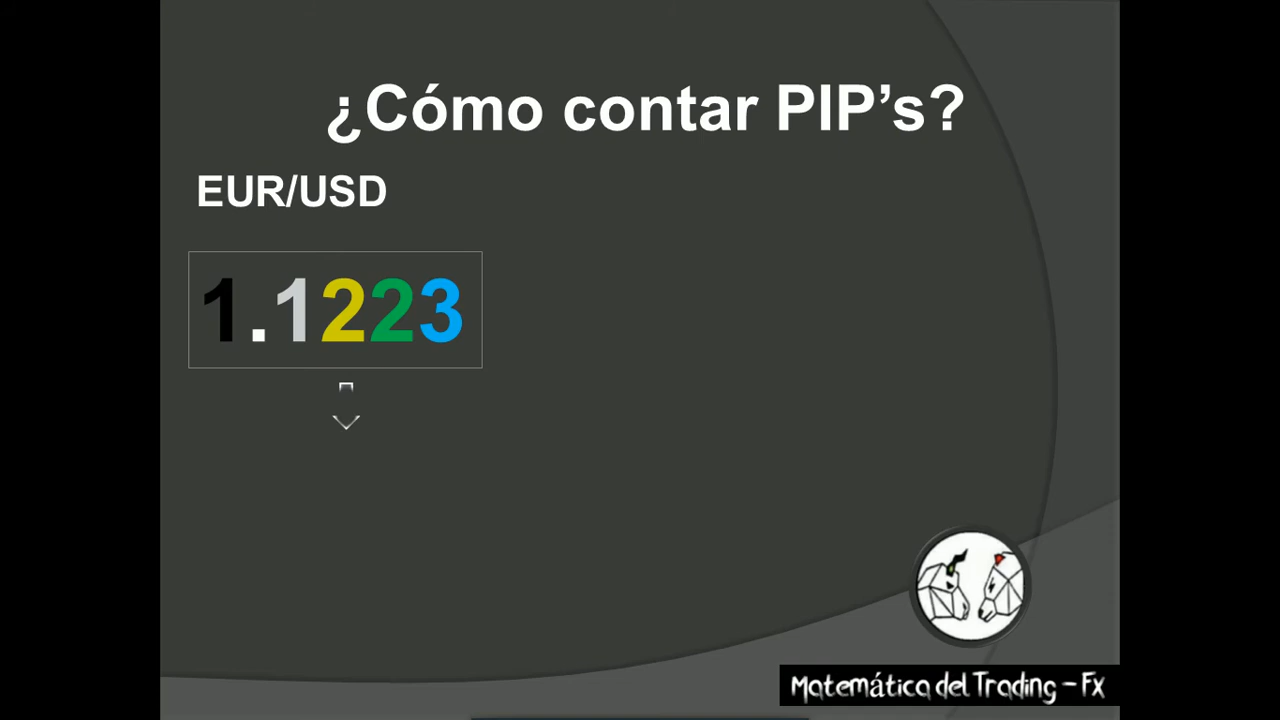 ¿Cómo contar PIP’s?
EUR/USD
1.1223
Matemática del Trading – Fx